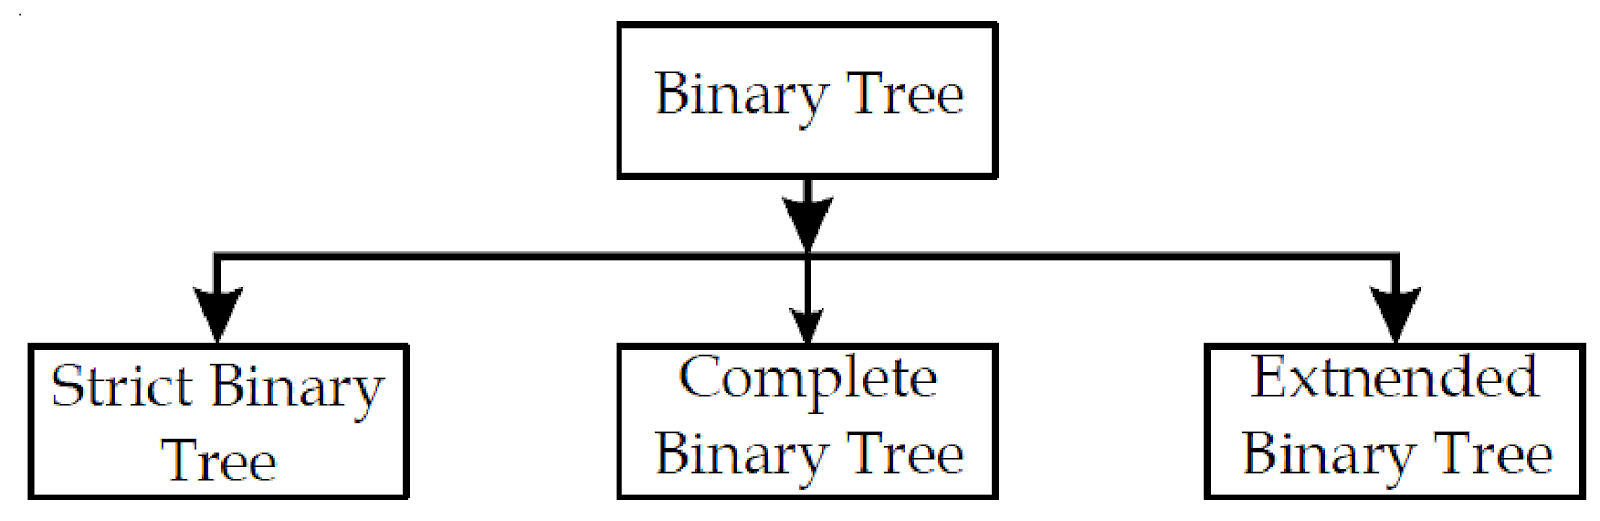 Binary Tree
Strict Binary
Tree
Complete
Binary Tree
Extnended
Binary Tree